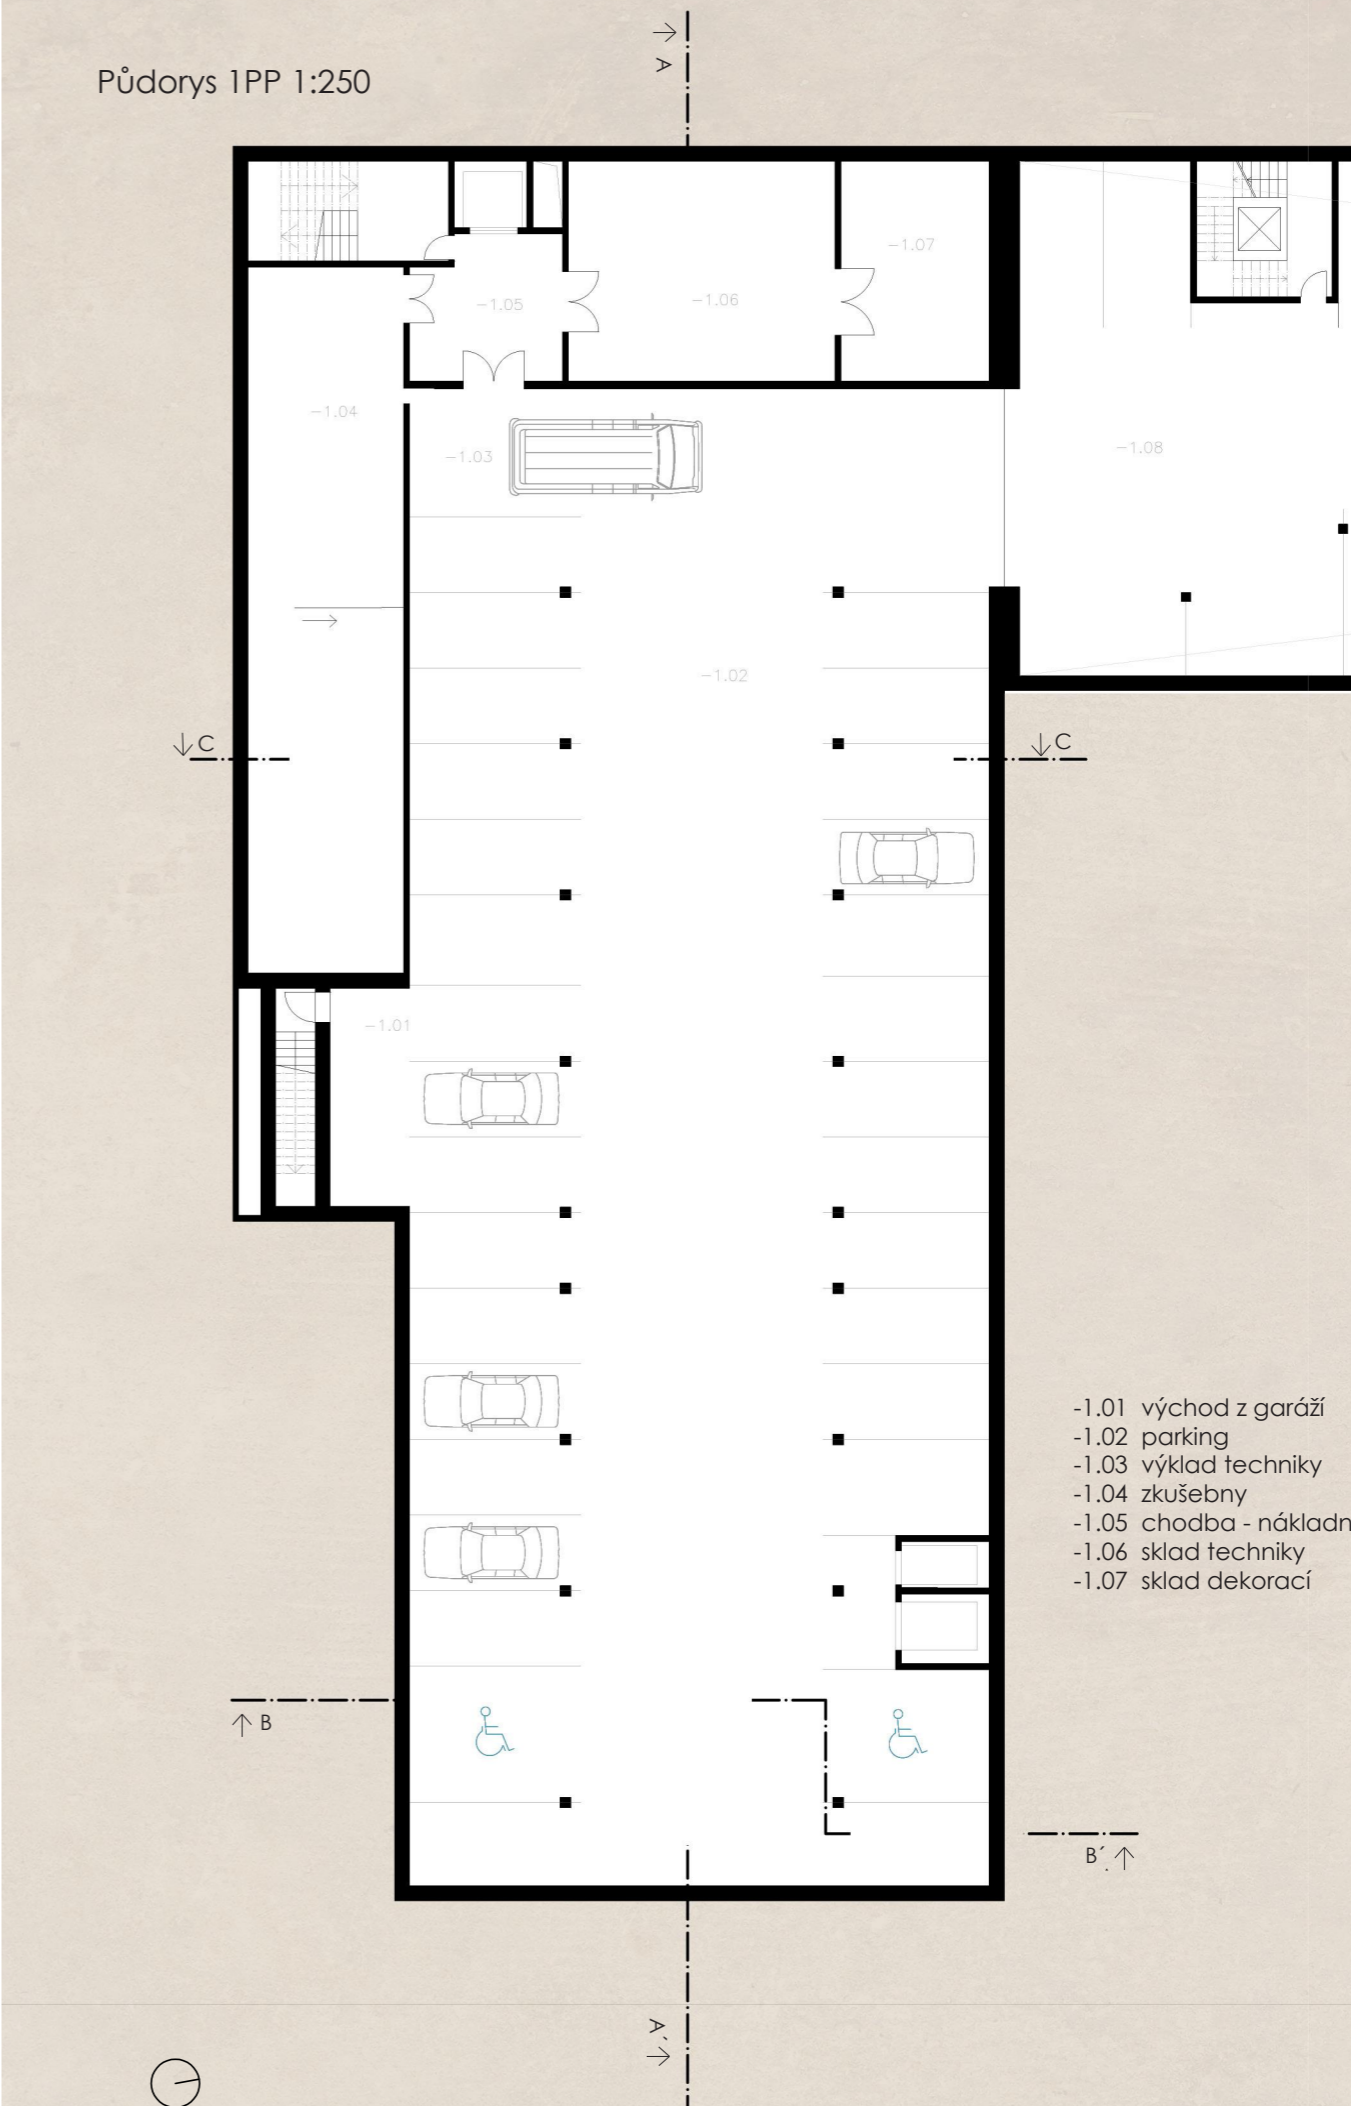 A
Půdorys 1PP 1:250
-1.07
-1.05
-1.06
-1.04
-1.03
-1.08
-1.02
C
C
-1.01
-1.01 východ z garáží
-1.02 parking
-1.03 výklad techniky
-1.04 zkušebny
-1.05 chodba - nákladn
-1.06 sklad techniky
-1.07 sklad dekorací
B
B´
A´